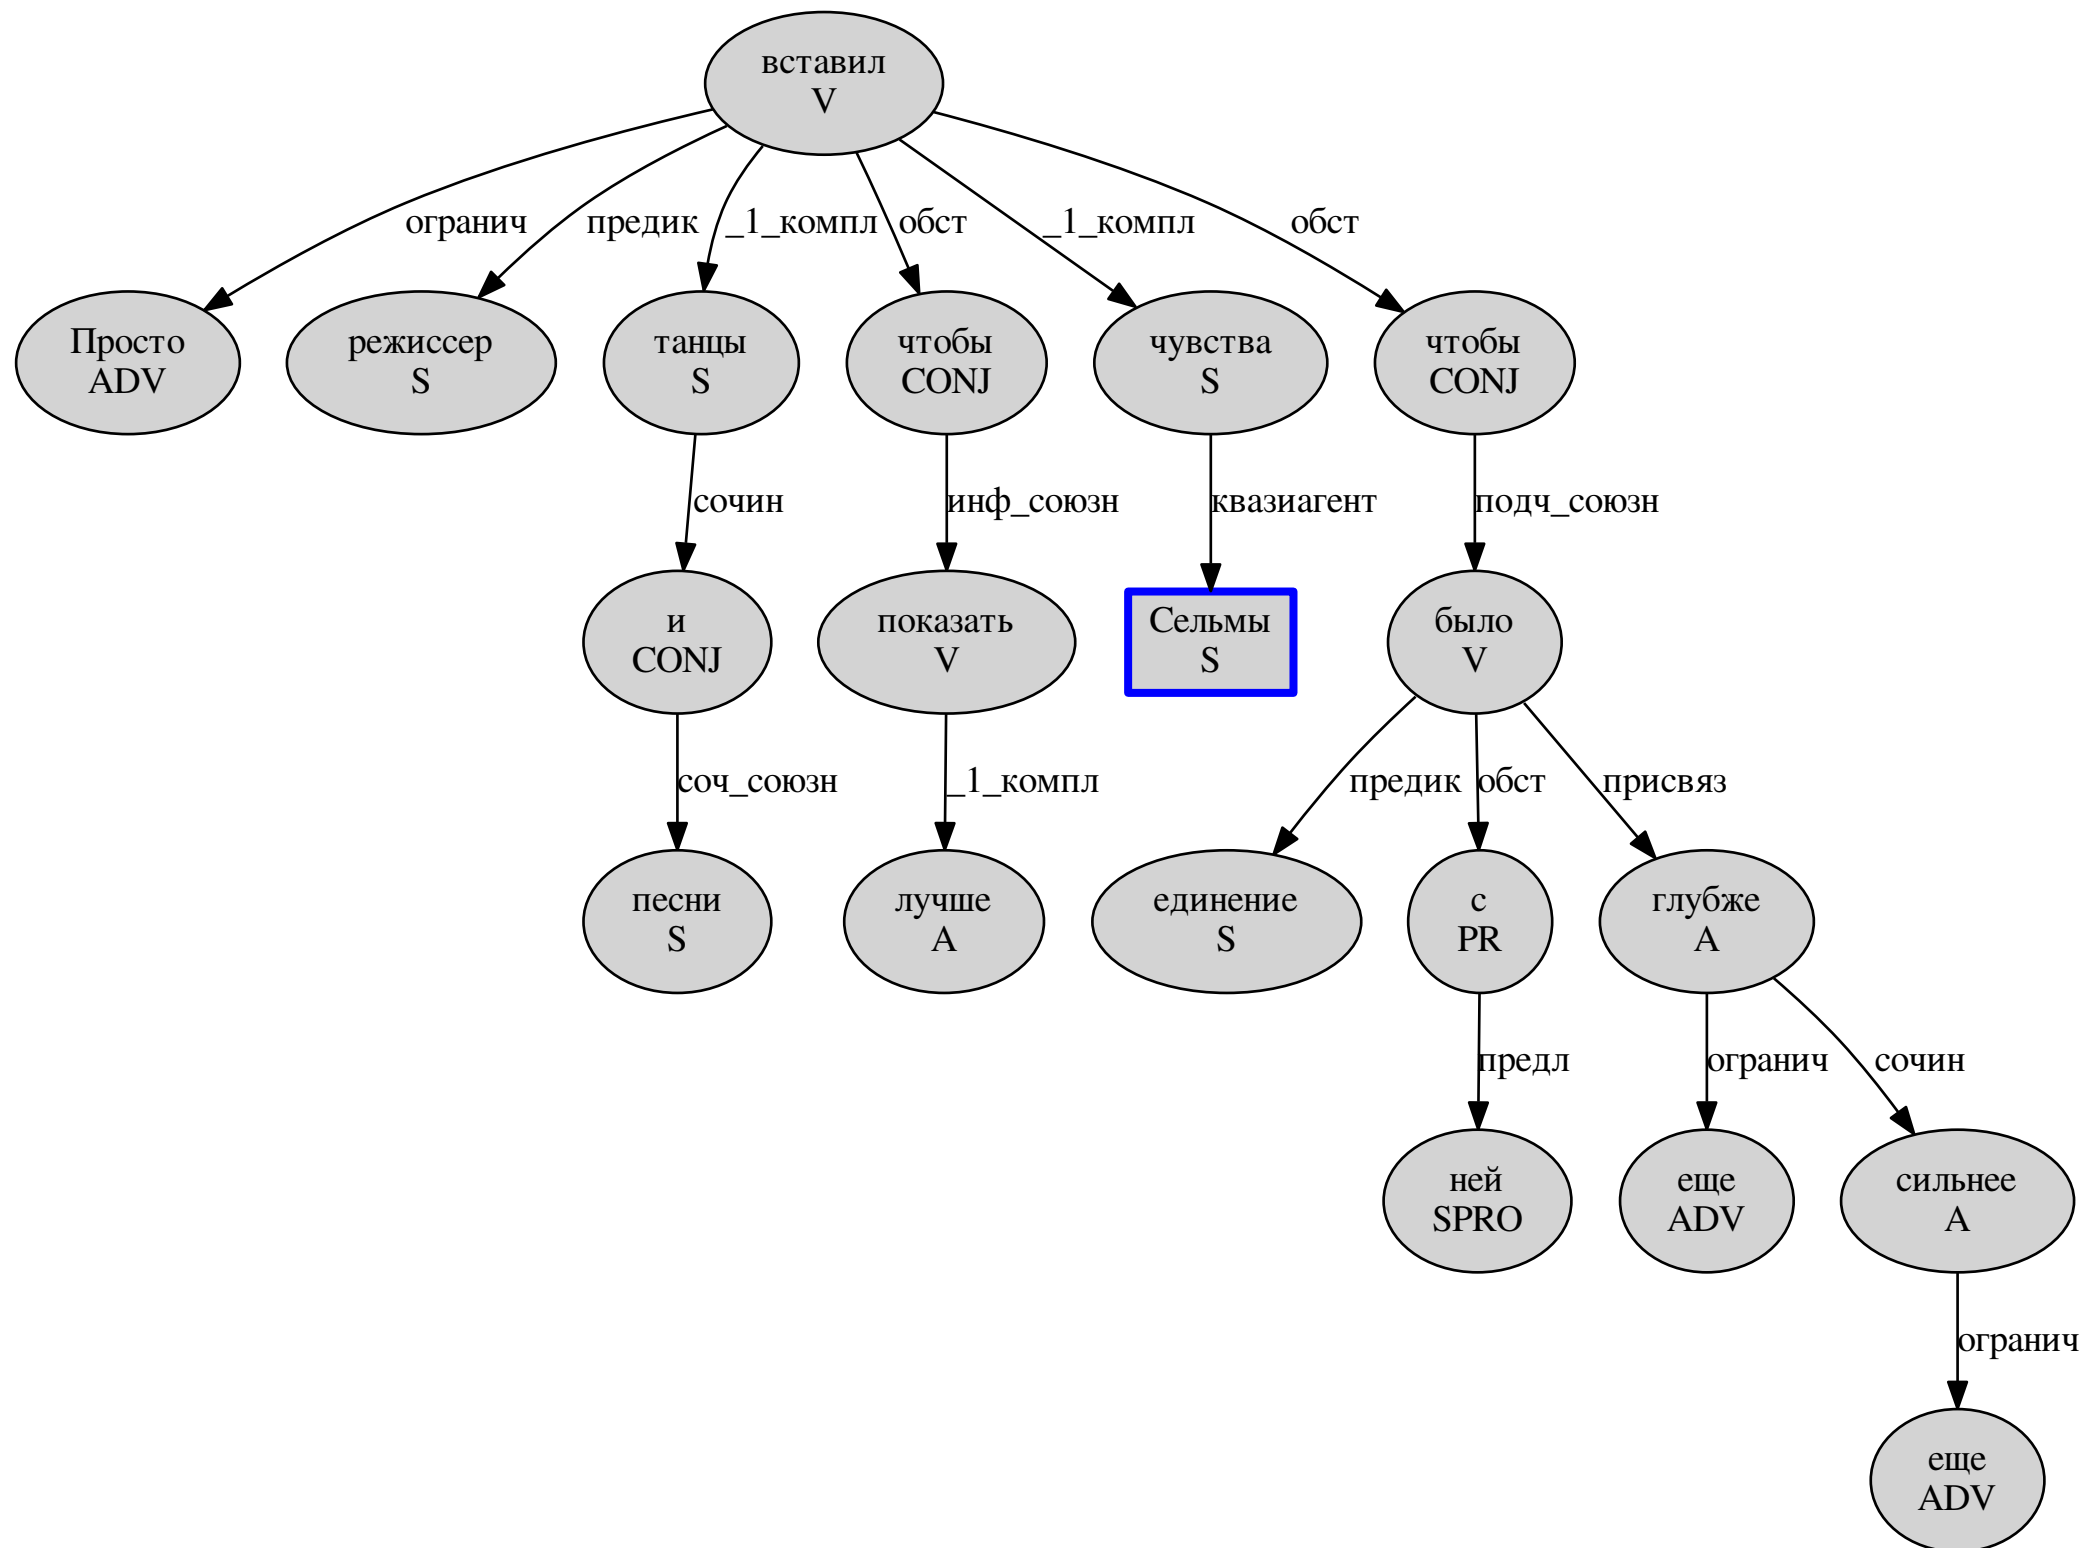 вставил
V
огранич
предик
_1_компл
обст
_1_компл
обст
Просто
ADV
режиссер
S
танцы
S
чтобы
CONJ
чувства
S
чтобы
CONJ
сочин
инф_союзн
квазиагент
подч_союзн
и
CONJ
показать
V
Сельмы
S
было
V
соч_союзн
_1_компл
предик
обст
присвяз
песни
S
лучше
A
единение
S
с
PR
глубже
A
предл
огранич
сочин
ней
SPRO
еще
ADV
сильнее
A
огранич
еще
ADV